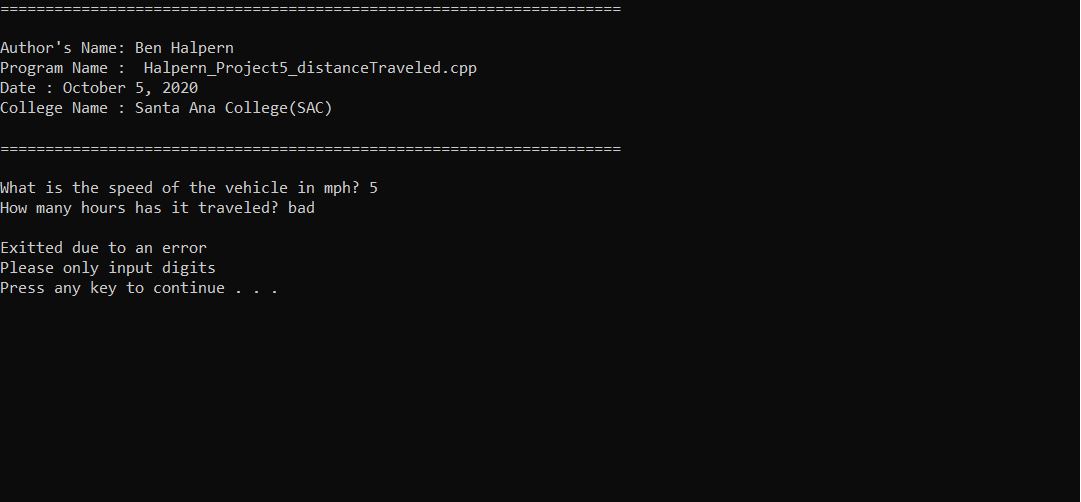 =====================================================================
Author's Name: Ben Halpern
Program Name :  Halpern_Project5_distanceTraveled.cpp
Date : October 5, 2020
College Name : Santa Ana College(SAC)
=====================================================================
What is the speed of the vehicle in mph? 5
How many hours has it traveled? bad
Exitted due to an error
Please only input digits
Press any key to continue . . .